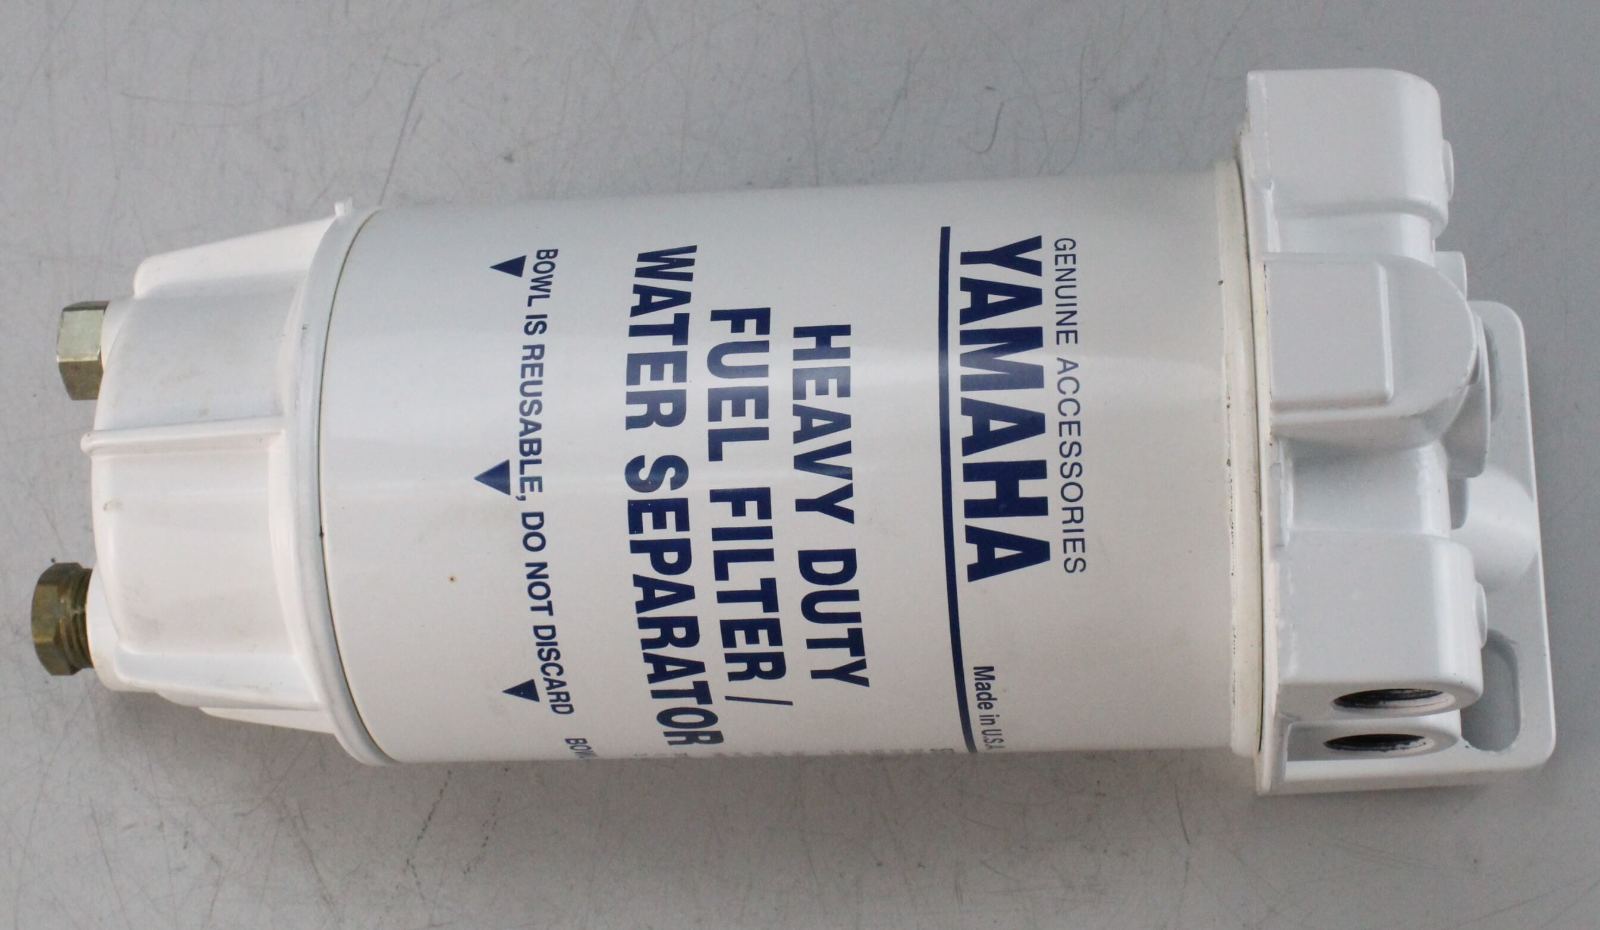 GENUINE ACCESSORIES
YAMAHA
Made in U.S.A
HEAVY DUTY
FUEL FILTER/
WATER SEPARATOR
BOWL IS REUSABLE, DO NOT DISCARD